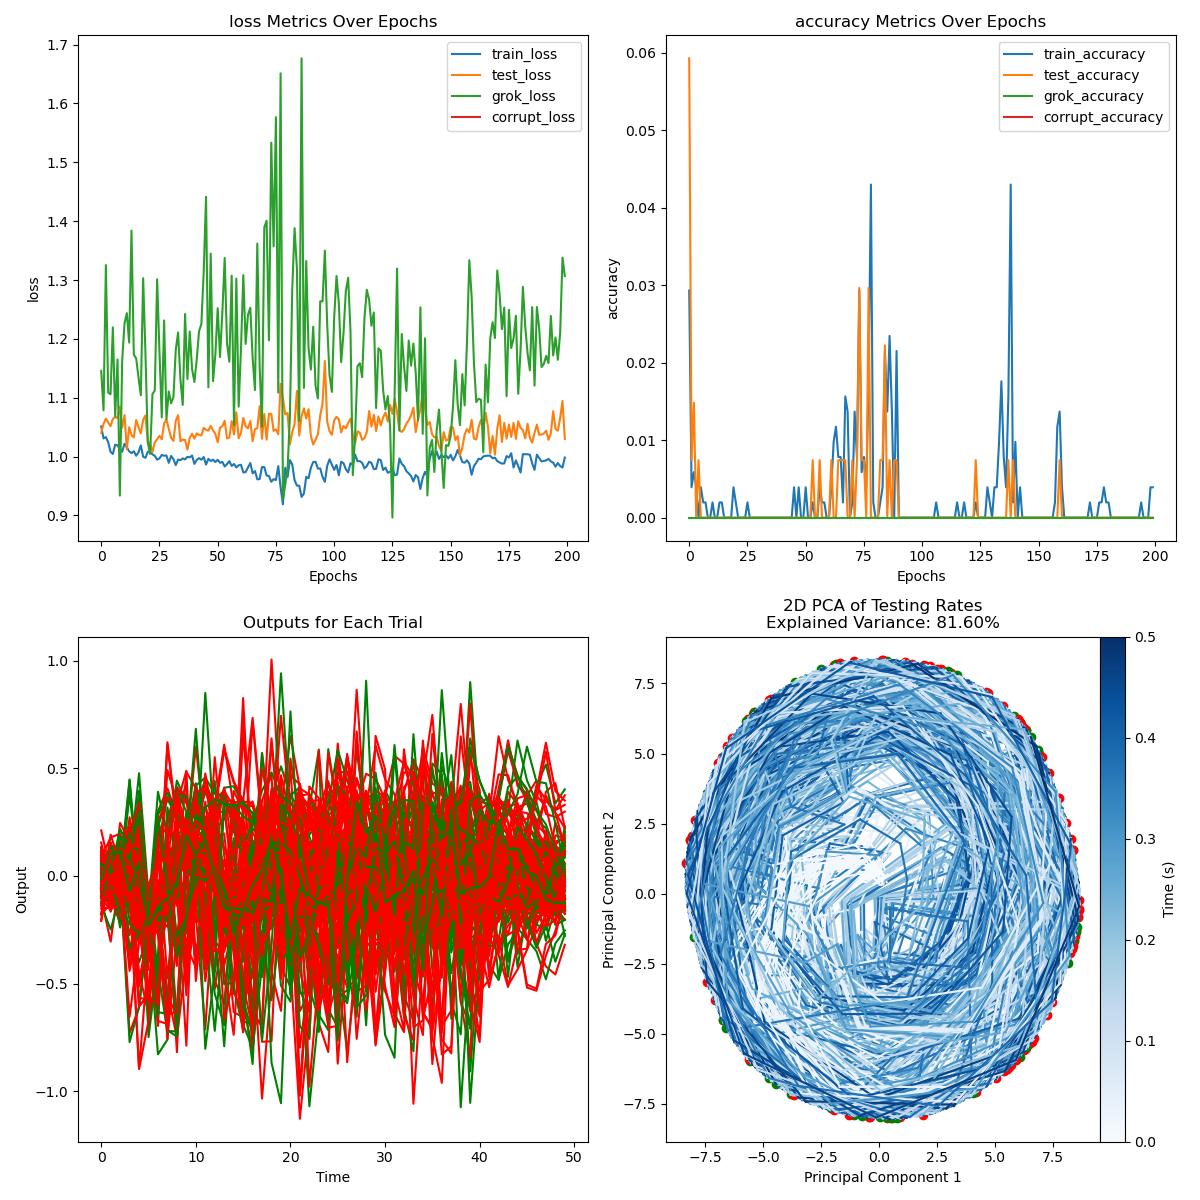 loss Metrics Over Epochs
1.7
1.6
1.5
1.4
1.3
1.2
1.1
1.0
0.9
loss
train_loss
test_loss
grok_loss
corrupt_loss
0 25 50 75 100 125 150 175 200
Epochs
accuracy Metrics Over Epochs
0.06
0.05
0.04
0.03
0.02
0.01
0.00
accuracy
train_accuracy
test_accuracy
grok_accuracy
corrupt_accuracy
0 25 50 75 100 125 150 175 200
Epochs
Outputs for Each Trial
1.0
0.5
0.0
−0.5
−1.0
Output
0 10 20 30 40 50
Time
2D PCA of Testing Rates
Explained Variance: 81.60%
7.5
5.0
2.5
0.0
−2.5
−5.0
−7.5
Principal Component 2
−7.5 −5.0 −2.5 0.0 2.5 5.0 7.5
Principal Component 1
0.5
0.4
0.3
0.2
0.1
0.0
Time (s)